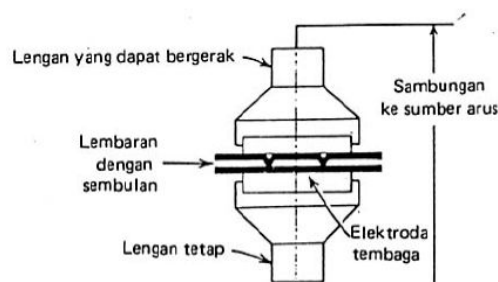 Lengan yang dapat bergerak
Sambungan
ke sumber arus
Lembaran
dengan
sembulan
Elektroda
tembaga
Lengan tetap